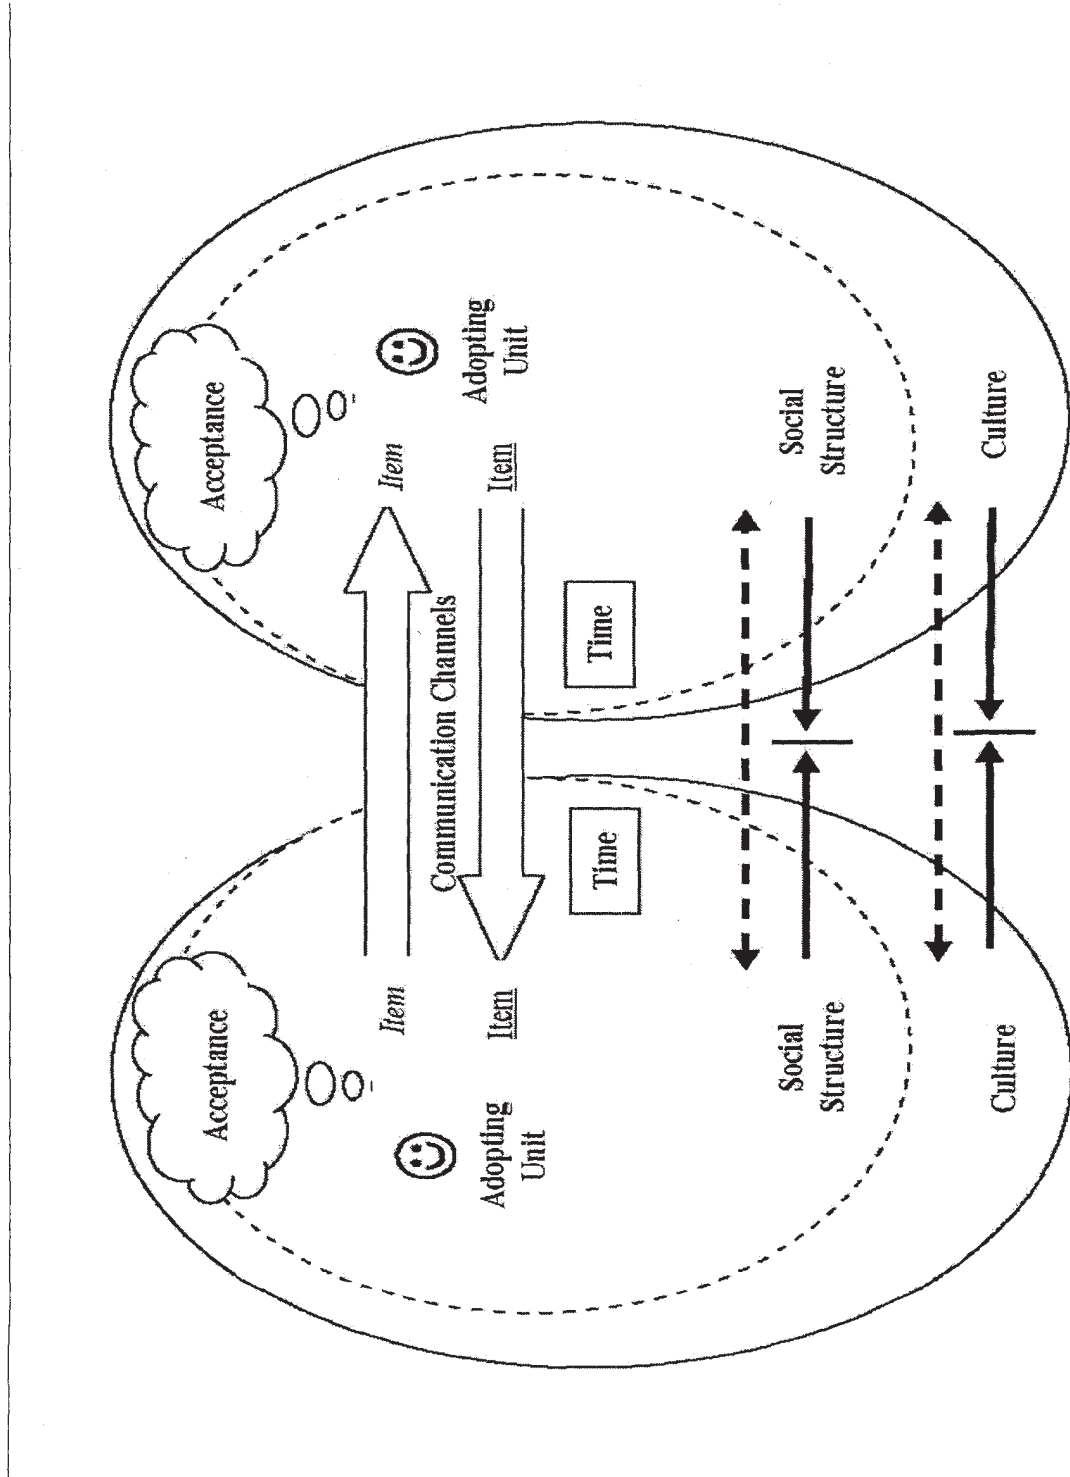 Acceptance
Acceptance
Item
Item
Communication Channels
Item
Item
Adopting
Unit
Adopting
Unit
Time
Time
Social
Structure
Social
Structure
Culture
Culture